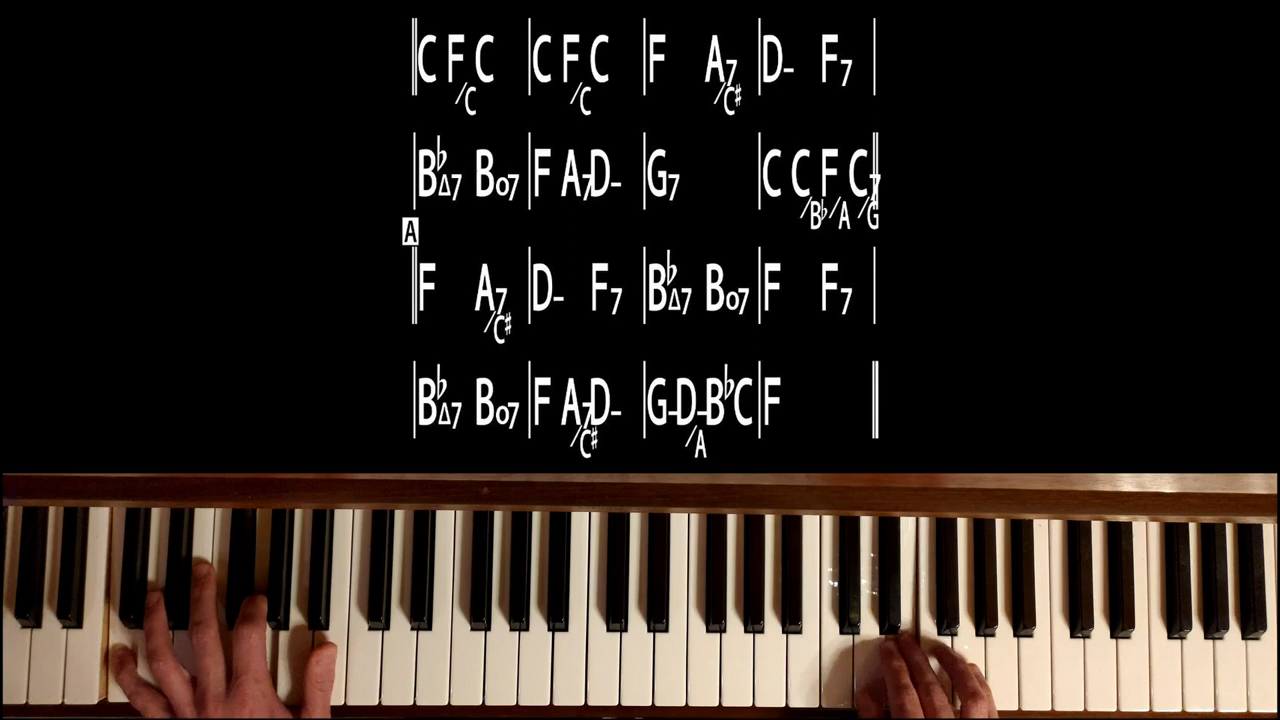 C F/C C | C F/C C | F A7/C# | D– F7
B♭Δ7 Bo7 | F A7 D– | G7 | C C/B♭ F/A C7/G
A
F A7/C# | D– F7 | B♭Δ7 Bo7 | F F7
B♭Δ7 Bo7 | F A7/C# D– | G– D–/A B♭ C | F